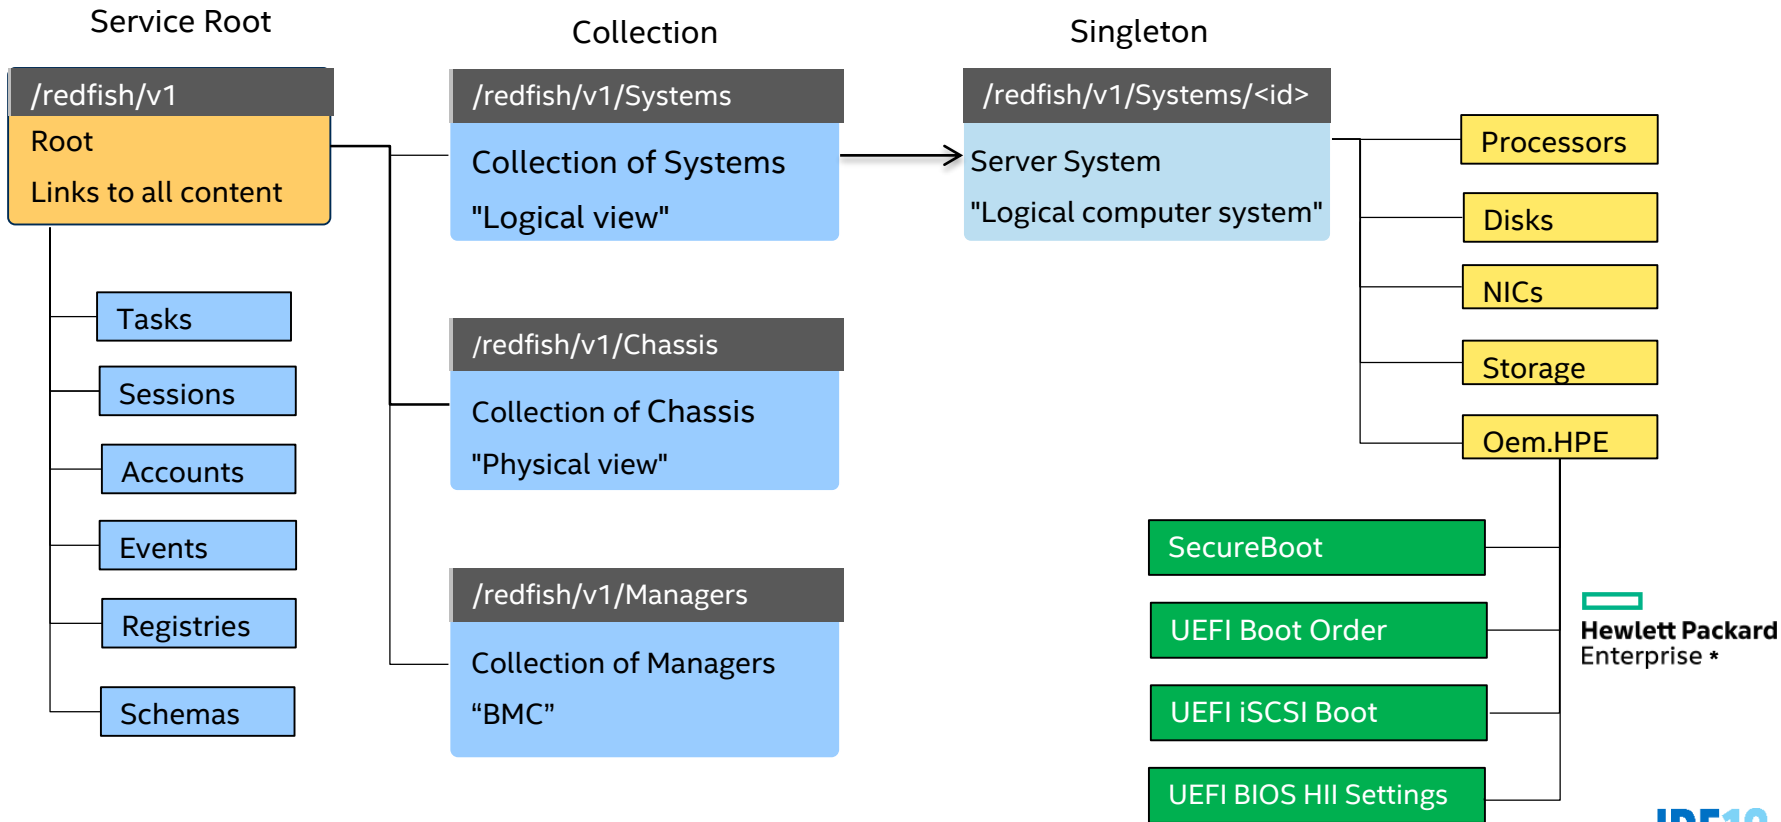 Service Root
Collection
Singleton
/redfish/v1
Root
Links to all content
Tasks
Sessions
Accounts
Events
Registries
Schemas
/redfish/v1/Systems
Collection of Systems
"Logical view"
/redfish/v1/Chassis
Collection of Chassis
"Physical view"
/redfish/v1/Managers
Collection of Managers
“BMC”
/redfish/v1/Systems/<id>
Server System
"Logical computer system"
Processors
Disks
NICs
Storage
Oem.HPE
SecureBoot
UEFI Boot Order
UEFI iSCSI Boot
UEFI BIOS HII Settings
Hewlett Packard
Enterprise *